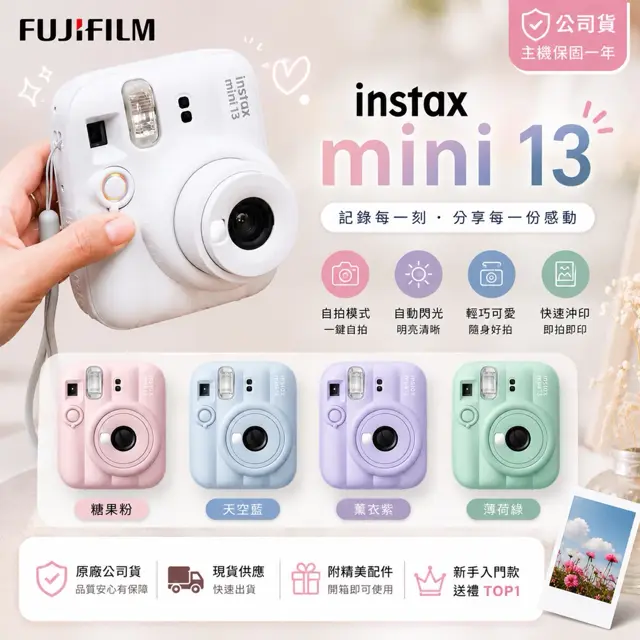 FUJIFILM
公司貨
主機保固一年
instax
mini 13
instax
mini 13
記錄每一刻・分享每一份感動
自拍模式
一鍵自拍
自動閃光
明亮清晰
輕巧可愛
隨身好拍
快速沖印
即拍即印
糖果粉
天空藍
薰衣紫
薄荷綠
原廠公司貨
品質安心有保障
現貨供應
快速出貨
附精美配件
開箱即可使用
新手入門款
送禮 TOP1